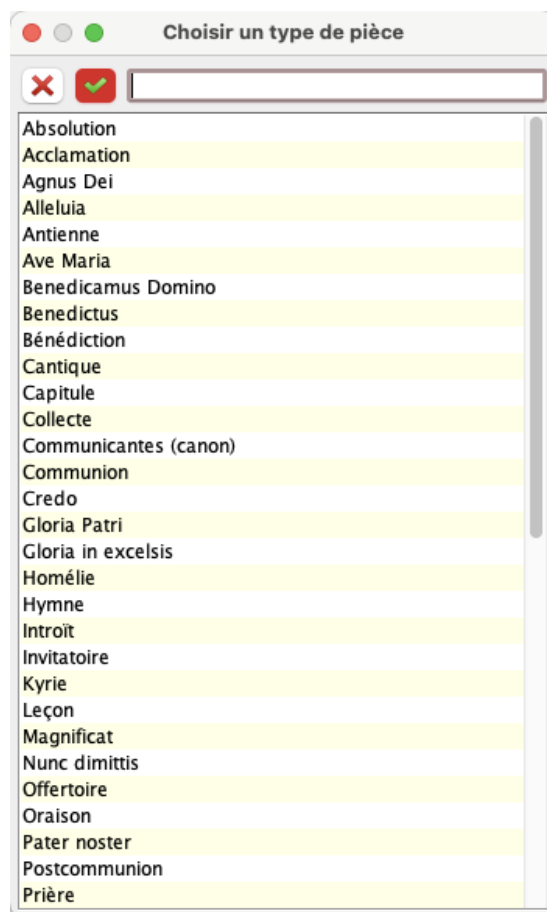 Choisir un type de pièce
Absolution
Acclamation
Agnus Dei
Alleluia
Antienne
Ave Maria
Benedicamus Domino
Benedictus
Bénédiction
Cantique
Capitule
Collecte
Communicantes (canon)
Communion
Credo
Gloria Patri
Gloria in excelsis
Homélie
Hymne
Introït
Invitatoire
Kyrie
Leçon
Magnificat
Nunc dimittis
Offertoire
Oraison
Pater noster
Postcommunion
Prière